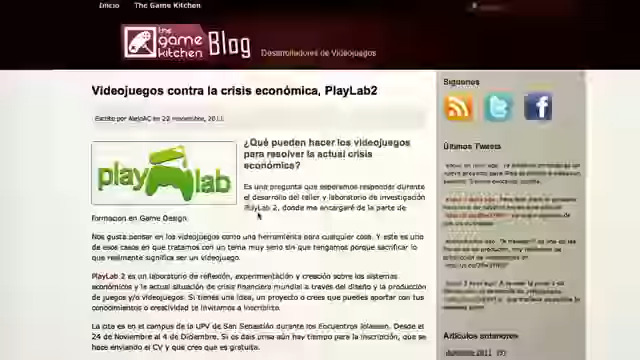 Inicio The Game Kitchen
the game kitchen Blog
Desarrolladores de Videojuegos
Videojuegos contra la crisis económica, PlayLab2
Escrito por AlejoAC en 22 noviembre, 2011
play lab
¿Qué pueden hacer los videojuegos
para resolver la actual crisis
económica?
Es una pregunta que esperamos responder durante
el desarrollo del taller y laboratorio de investigación
PlayLab 2, donde me encargaré de la parte de
formacion en Game Design.
Nos gusta pensar en los videojuegos como una herramienta para cualquier cosa. Y este es uno
de esos casos en que tratamos con un tema muy serio sin que tengamos porque sacrificar lo
que realmente significa ser un videojuego.
PlayLab 2 es un laboratorio de reflexión, experimentación y creación sobre los sistemas
económicos y la actual situación de crisis financiera mundial a través del diseño y la producción
de juegos y/o videojuegos. Si tienes una idea, un proyecto o crees que puedes aportar con tus
conocimientos o creatividad te invitamos a inscribirte.
La cita es en el campus de la UPV de San Sebastián durante los Encuentros Jolasean. Desde el
24 de Noviembre al 4 de Diciembre. Si os dais prisa aún hay tiempo para la inscripción, que se
hace enviando el CV y que creo que es gratuita.
Síguenos
Últimos Tweets
Artículos anteriores